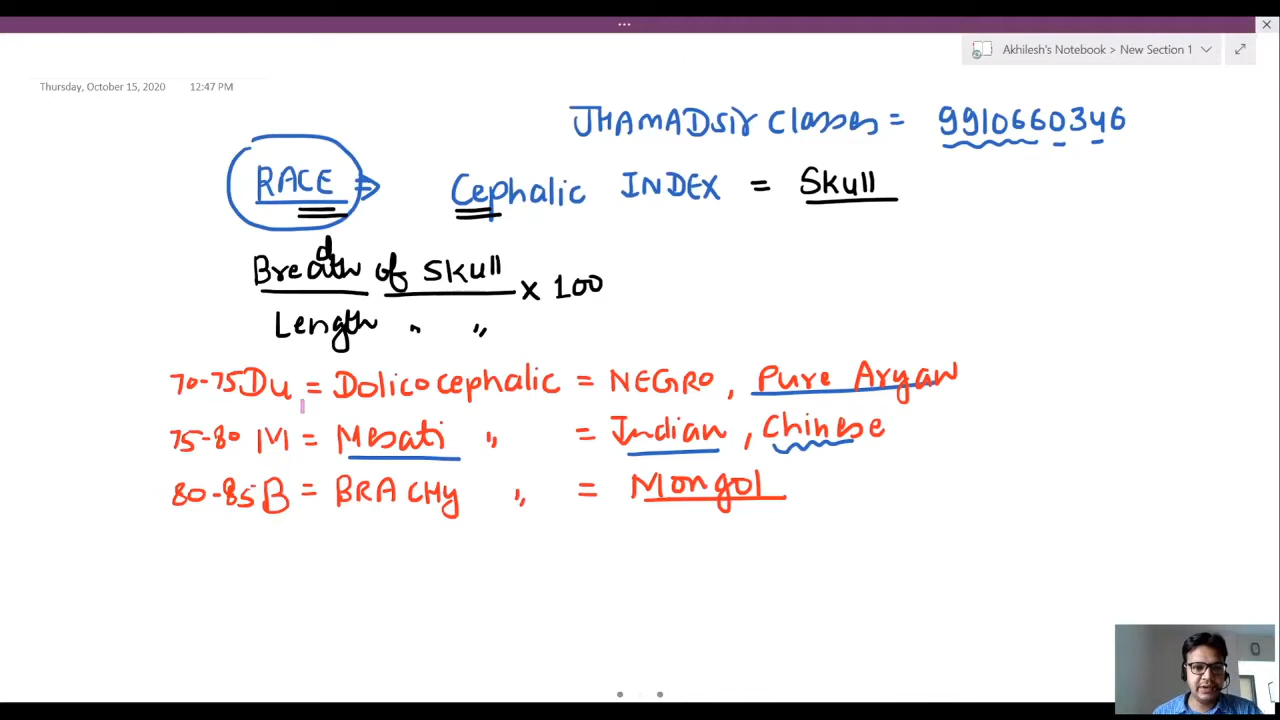 Akhilesh's Notebook > New Section 1
Thursday, October 15, 2020 12:47 PM
JHAMADSir Classes = 9910660346
RACE ⇒ Cephalic INDEX = Skull
Breadth of Skull
× 100
Length " "
70-75 Du = Dolicocephalic = NEGRO, Pure Aryan
75-80 M = Mesati " = Indian, Chinese
80-85 B = BRACHy " = Mongol